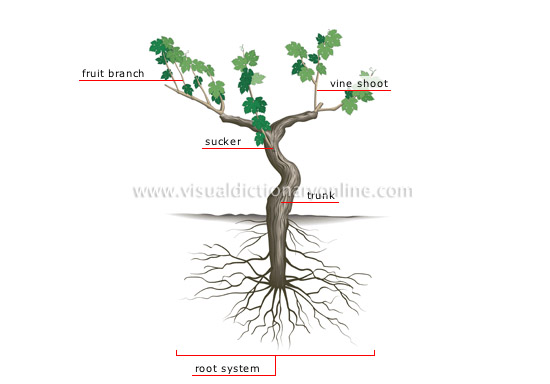 fruit branch
vine shoot
sucker
www.visualdictionaryonline.com
trunk
root system